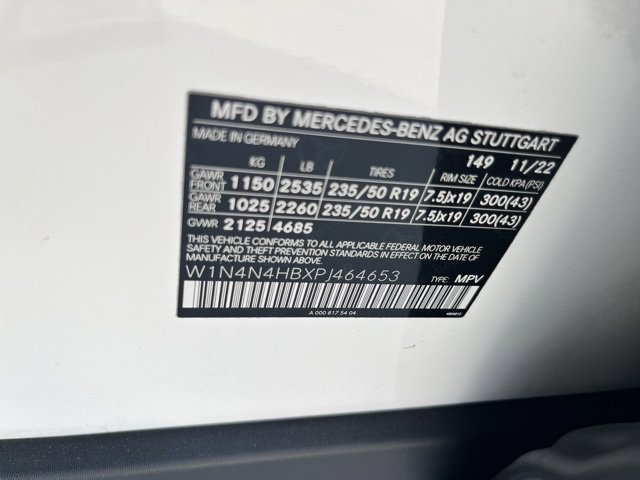 MFD BY MERCEDES-BENZ AG STUTTGART
MADE IN GERMANY 149 11/22
KG LB TIRES RIM SIZE COLD KPA(PSI)
GAWR FRONT 1150 2535 235/50 R19 7.5Jx19 300(43)
GAWR REAR 1025 2260 235/50 R19 7.5Jx19 300(43)
GVWR 2125 4685
THIS VEHICLE CONFORMS TO ALL APPLICABLE FEDERAL MOTOR VEHICLE
SAFETY AND THEFT PREVENTION STANDARDS IN EFFECT ON THE DATE OF
MANUFACTURE SHOWN ABOVE.
W1N4N4HBXPJ464653 TYPE: MPV
A 000 817 54 04